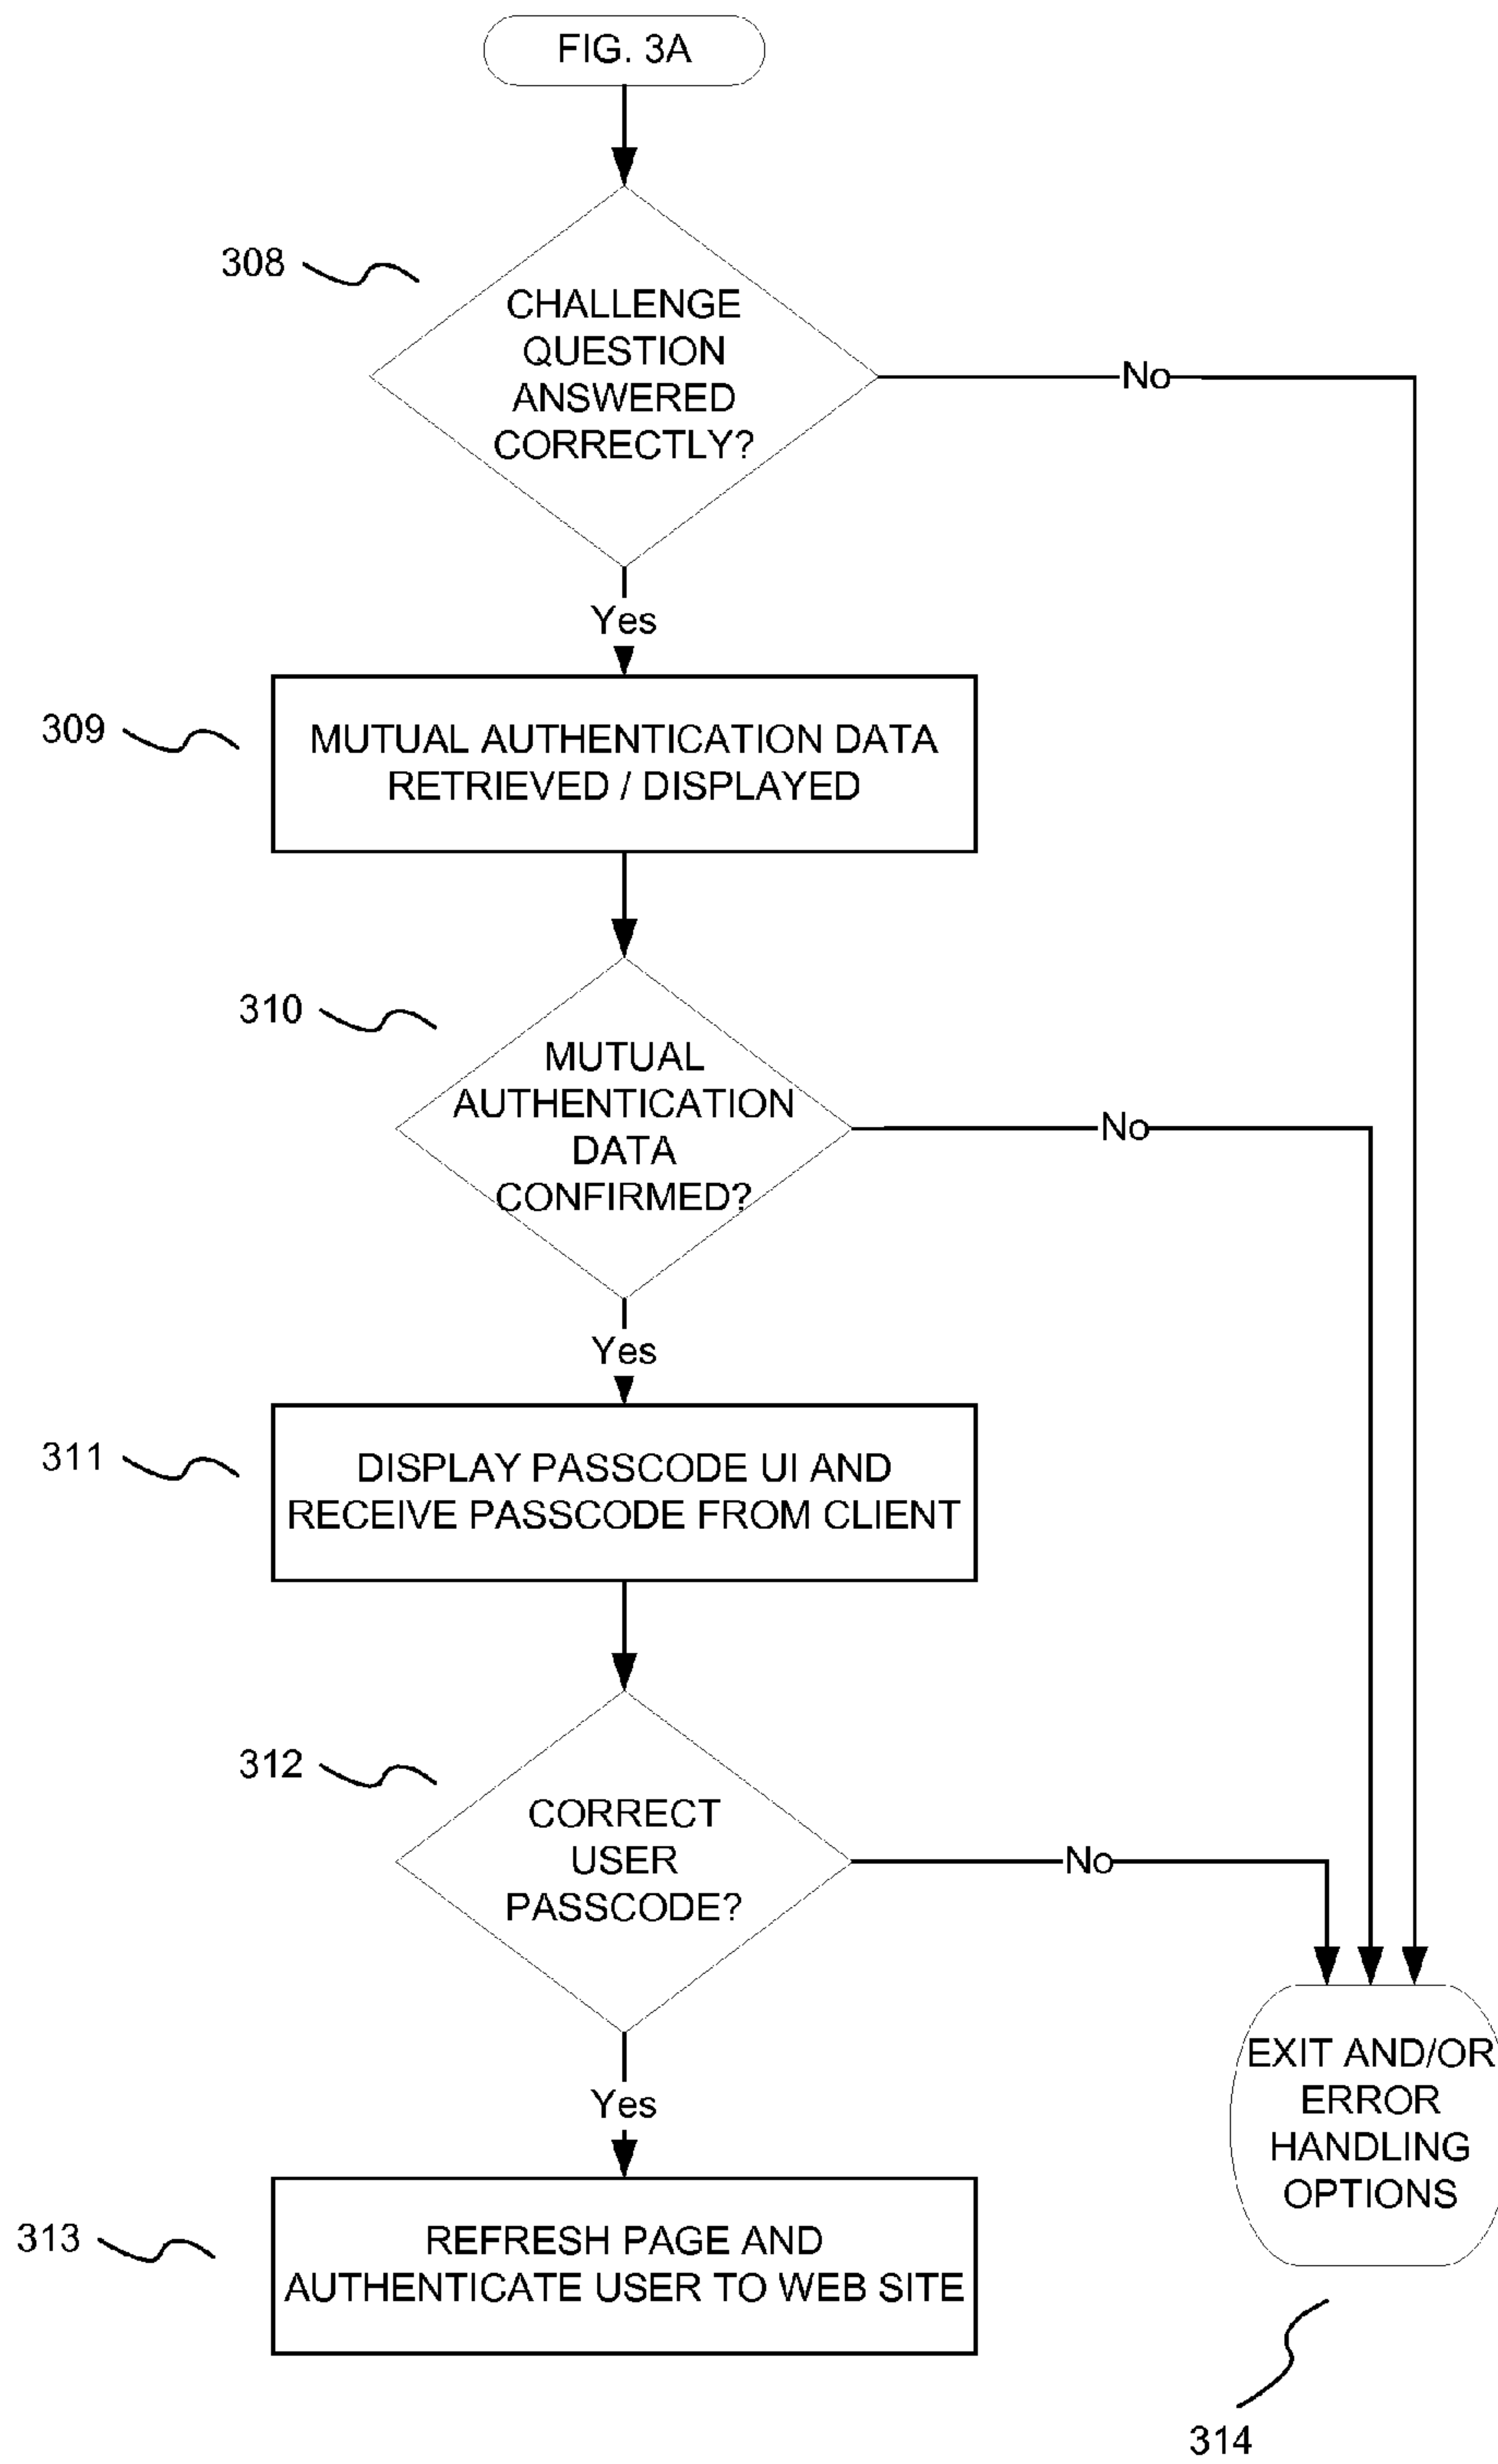 FIG. 3A
308
CHALLENGE
QUESTION
ANSWERED
CORRECTLY?
No
Yes
309
MUTUAL AUTHENTICATION DATA
RETRIEVED / DISPLAYED
310
MUTUAL
AUTHENTICATION
DATA
CONFIRMED?
No
Yes
311
DISPLAY PASSCODE UI AND
RECEIVE PASSCODE FROM CLIENT
312
CORRECT
USER
PASSCODE?
No
Yes
EXIT AND/OR
ERROR
HANDLING
OPTIONS
313
REFRESH PAGE AND
AUTHENTICATE USER TO WEB SITE
314